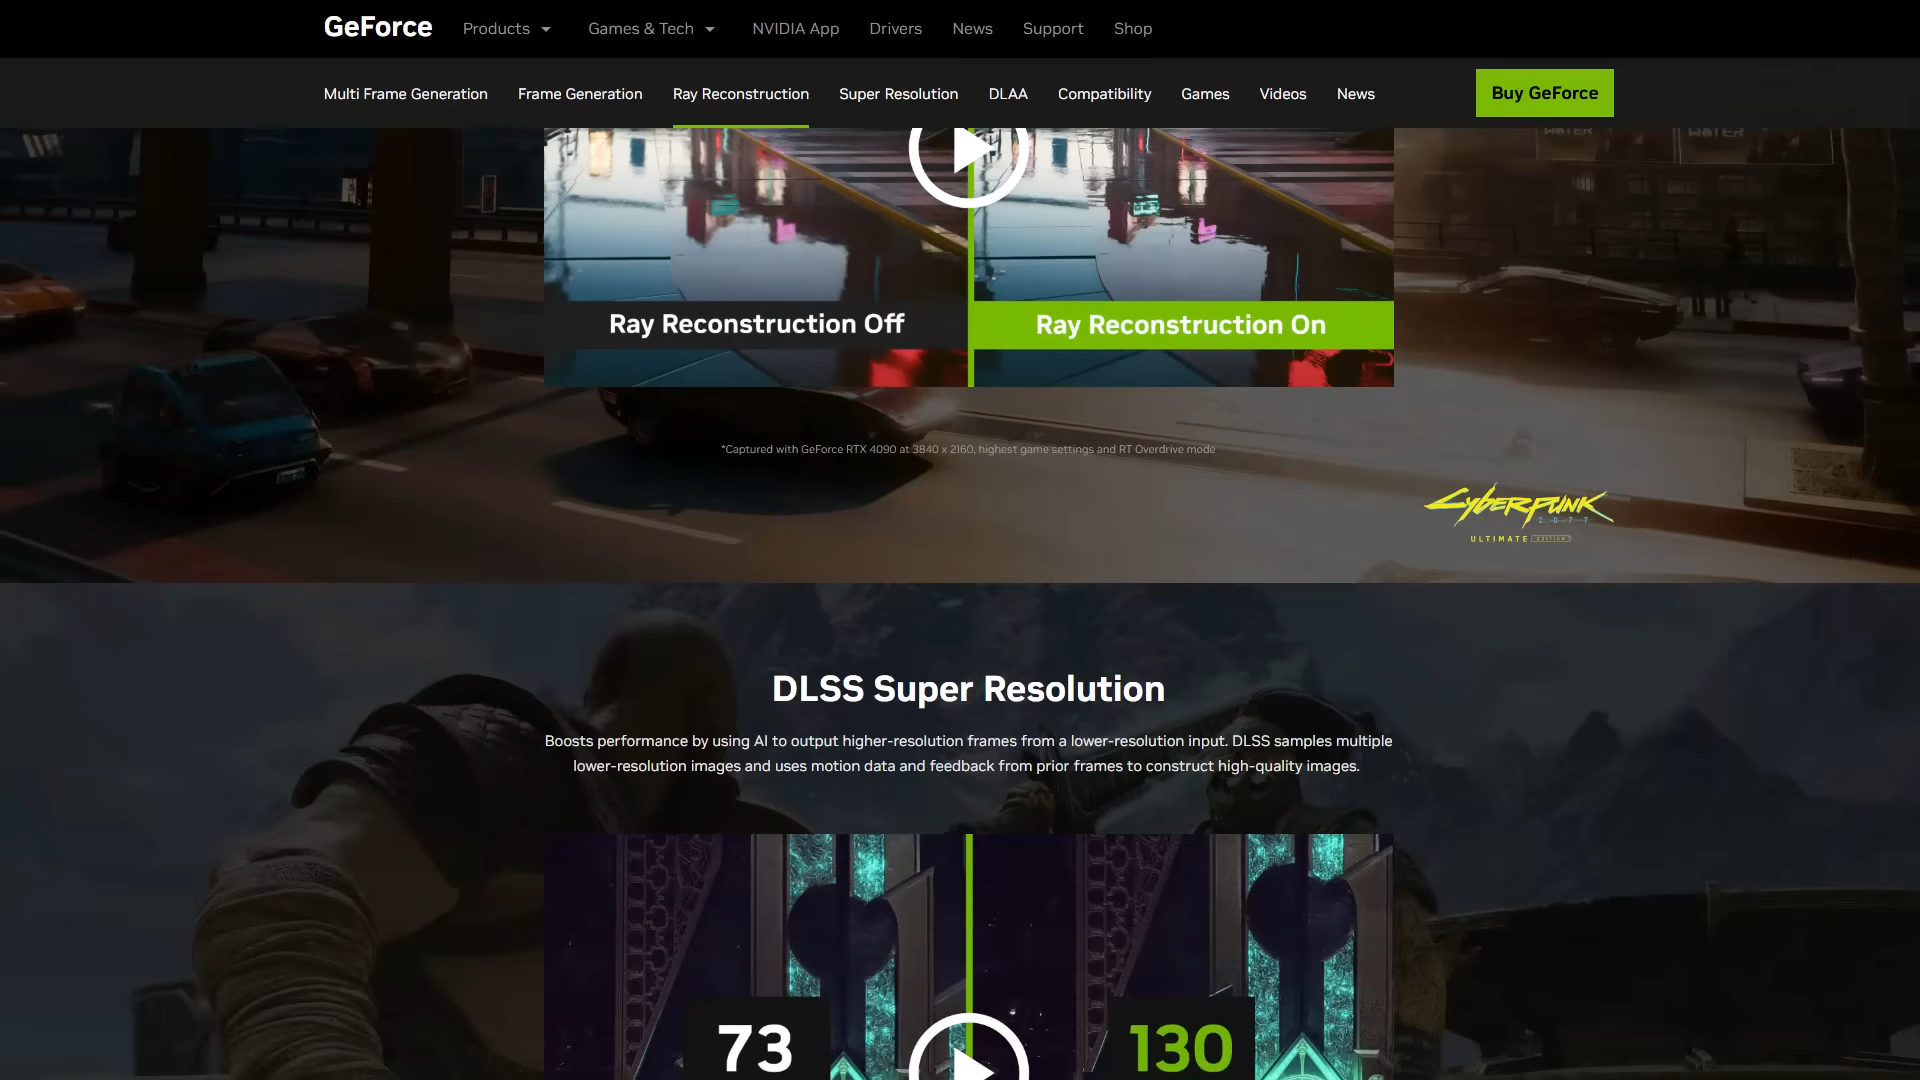 GeForce Products Games & Tech NVIDIA App Drivers News Support Shop
Multi Frame Generation Frame Generation Ray Reconstruction Super Resolution DLAA Compatibility Games Videos News Buy GeForce
WATER WATER
Ray Reconstruction Off Ray Reconstruction On
*Captured with GeForce RTX 4090 at 3840 x 2160, highest game settings and RT Overdrive mode
Cyberpunk
2077
ULTIMATE EDITION
DLSS Super Resolution
Boosts performance by using AI to output higher-resolution frames from a lower-resolution input. DLSS samples multiple
lower-resolution images and uses motion data and feedback from prior frames to construct high-quality images.
73 130